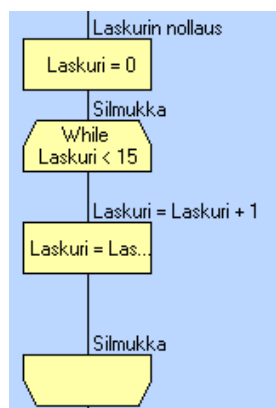 Laskurin nollaus
Laskuri = 0
Silmukka
While
Laskuri < 15
Laskuri = Laskuri + 1
Laskuri = Las...
Silmukka